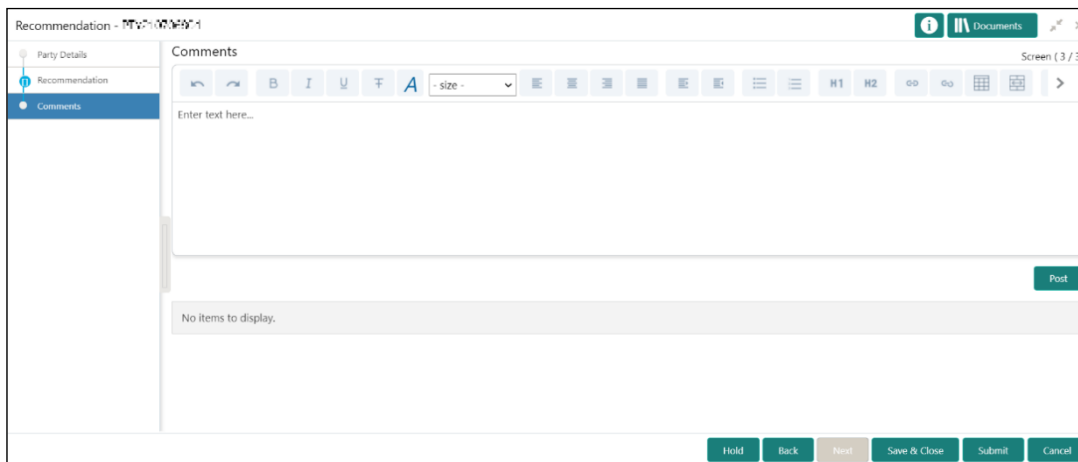 Recommendation -
Documents
Party Details
Recommendation
Comments
Comments
Screen ( 3 / 3
B I U T A - size - H1 H2
Enter text here...
Post
No items to display.
Hold Back Next Save & Close Submit Cancel